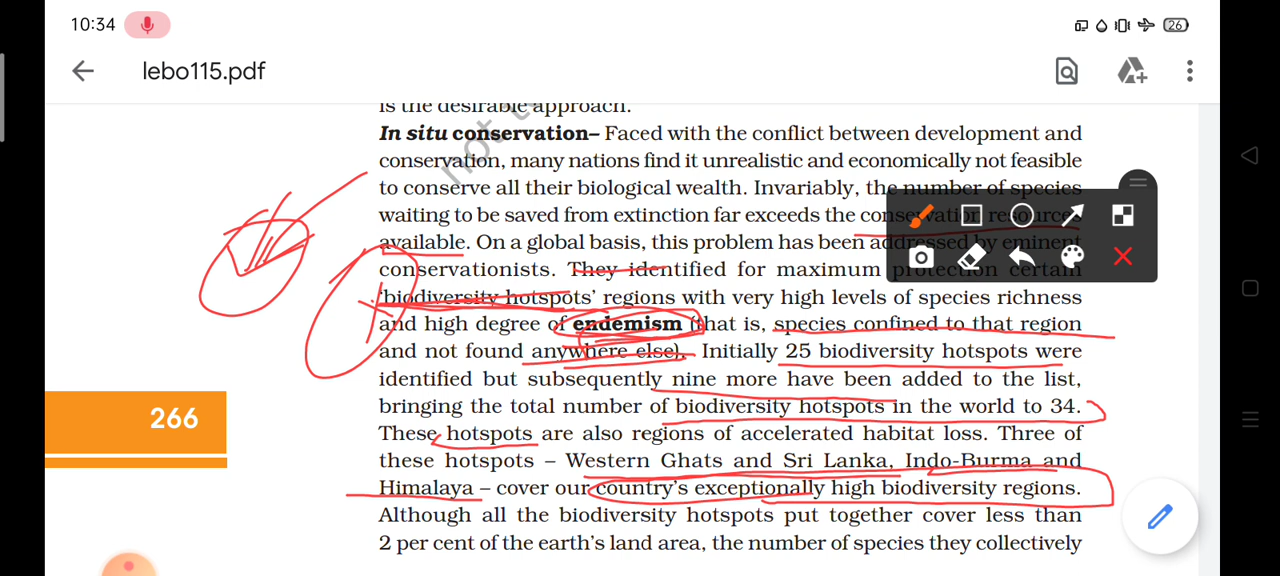 10:34
26
lebo115.pdf
is the desirable approach.
not t
In situ conservation– Faced with the conflict between development and
conservation, many nations find it unrealistic and economically not feasible
to conserve all their biological wealth. Invariably, the number of species
waiting to be saved from extinction far exceeds the conservation resources
available. On a global basis, this problem has been addressed by eminent
conservationists. They identified for maximum protection certain
‘biodiversity hotspots’ regions with very high levels of species richness
and high degree of endemism (that is, species confined to that region
and not found anywhere else). Initially 25 biodiversity hotspots were
identified but subsequently nine more have been added to the list,
bringing the total number of biodiversity hotspots in the world to 34.
These hotspots are also regions of accelerated habitat loss. Three of
these hotspots – Western Ghats and Sri Lanka, Indo-Burma and
Himalaya – cover our country’s exceptionally high biodiversity regions.
Although all the biodiversity hotspots put together cover less than
2 per cent of the earth’s land area, the number of species they collectively
266